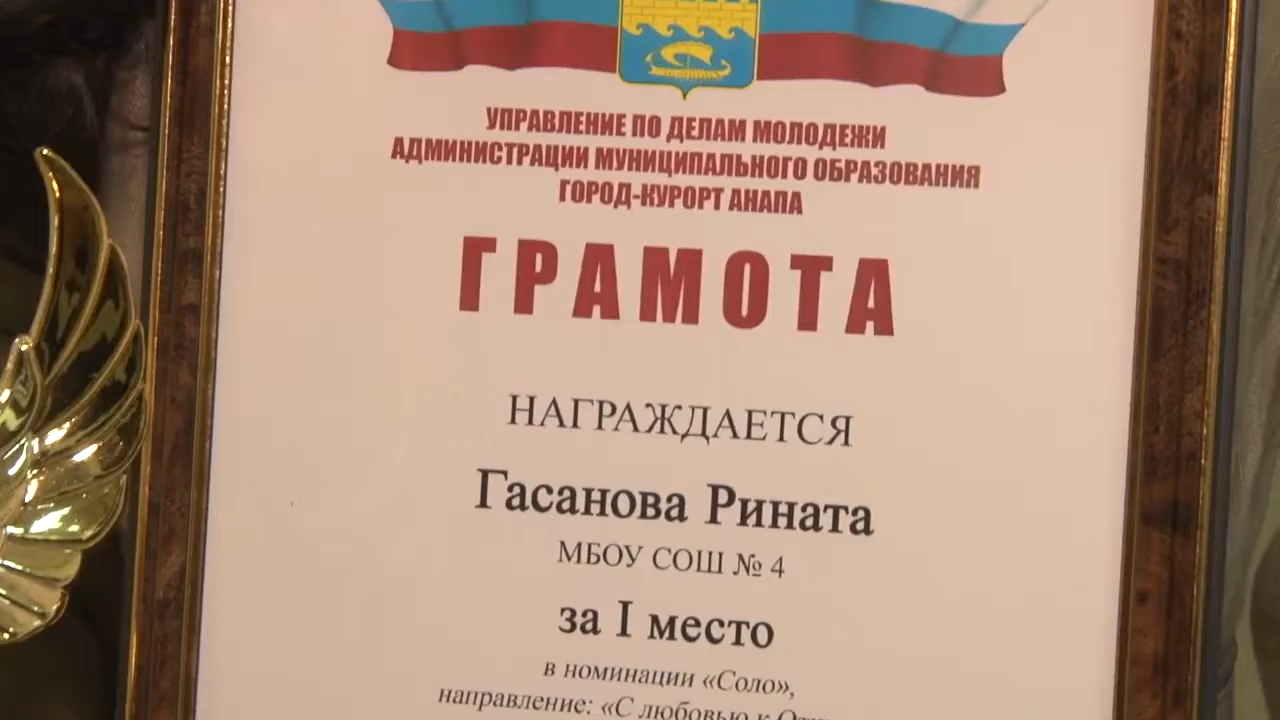 УПРАВЛЕНИЕ ПО ДЕЛАМ МОЛОДЕЖИ
АДМИНИСТРАЦИИ МУНИЦИПАЛЬНОГО ОБРАЗОВАНИЯ
ГОРОД-КУРОРТ АНАПА
ГРАМОТА
НАГРАЖДАЕТСЯ
Гасанова Рината
МБОУ СОШ № 4
за I место
в номинации «Соло»,
направление: «С любовью к